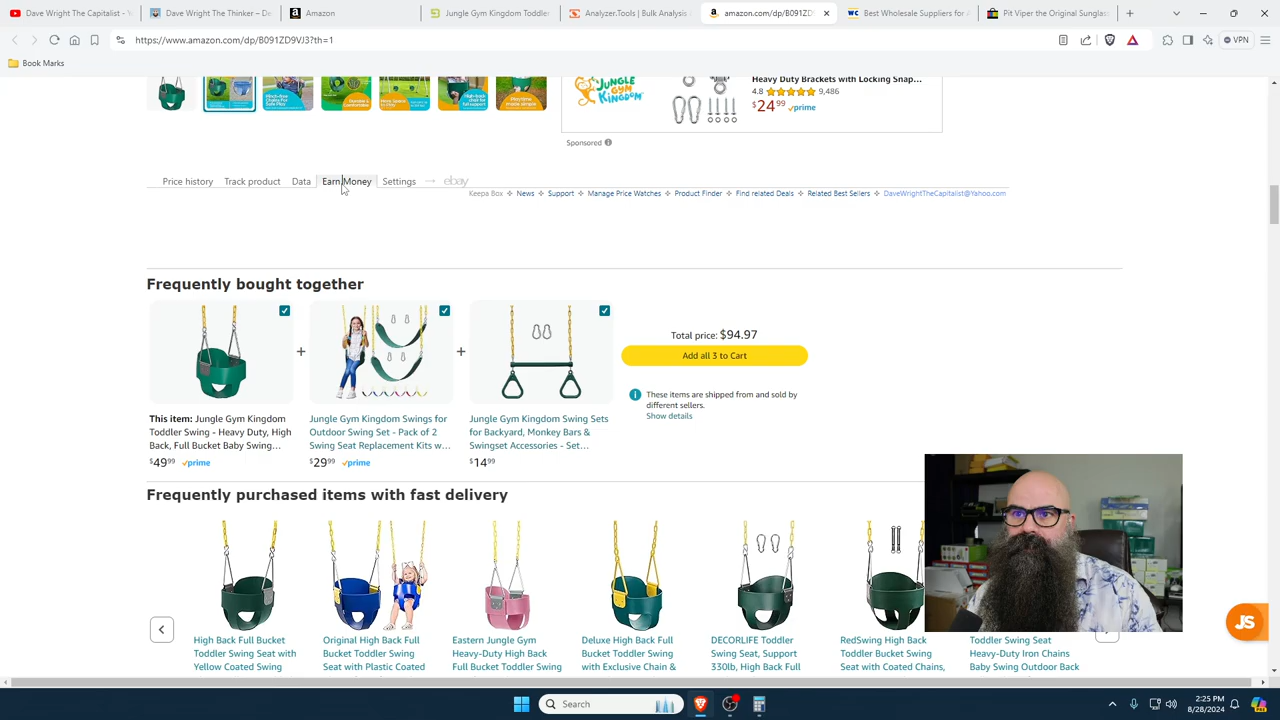 Dave Wright The Capitalist - Y
Dave Wright The Thinker – De
Amazon
Jungle Gym Kingdom Toddler
Analyzer.Tools | Bulk Analysis
amazon.com/dp/B091ZD
Best Wholesale Suppliers for A
Pit Viper the Original Sunglas
https://www.amazon.com/dp/B091ZD9VJ3?th=1
VPN
Book Marks
JUNGLE GYM KINGDOM
Heavy Duty Brackets with Locking Snap...
4.8 9,486
$24 99 prime
Sponsored
Price history Track product Data Earn Money Settings ebay
Keepa Box News Support Manage Price Watches Product Finder Find related Deals Related Best Sellers DaveWrightTheCapitalist@Yahoo.com
Frequently bought together
+ +
Total price: $94.97
Add all 3 to Cart
These items are shipped from and sold by
different sellers.
Show details
This item: Jungle Gym Kingdom
Toddler Swing - Heavy Duty, High
Back, Full Bucket Baby Swing...
$49 99 prime
Jungle Gym Kingdom Swings for
Outdoor Swing Set - Pack of 2
Swing Seat Replacement Kits w...
$29 99 prime
Jungle Gym Kingdom Swing Sets
for Backyard, Monkey Bars &
Swingset Accessories - Set...
$14 99
Frequently purchased items with fast delivery
High Back Full Bucket
Toddler Swing Seat with
Yellow Coated Swing
Original High Back Full
Bucket Toddler Swing
Seat with Plastic Coated
Eastern Jungle Gym
Heavy-Duty High Back
Full Bucket Toddler Swing
Deluxe High Back Full
Bucket Toddler Swing
with Exclusive Chain &
DECORLIFE Toddler
Swing Seat, Support
330lb, High Back Full
RedSwing High Back
Toddler Bucket Swing
Seat with Coated Chains,
Toddler Swing Seat
Heavy-Duty Iron Chains
Baby Swing Outdoor Back
JS
Search
2:25 PM
8/28/2024